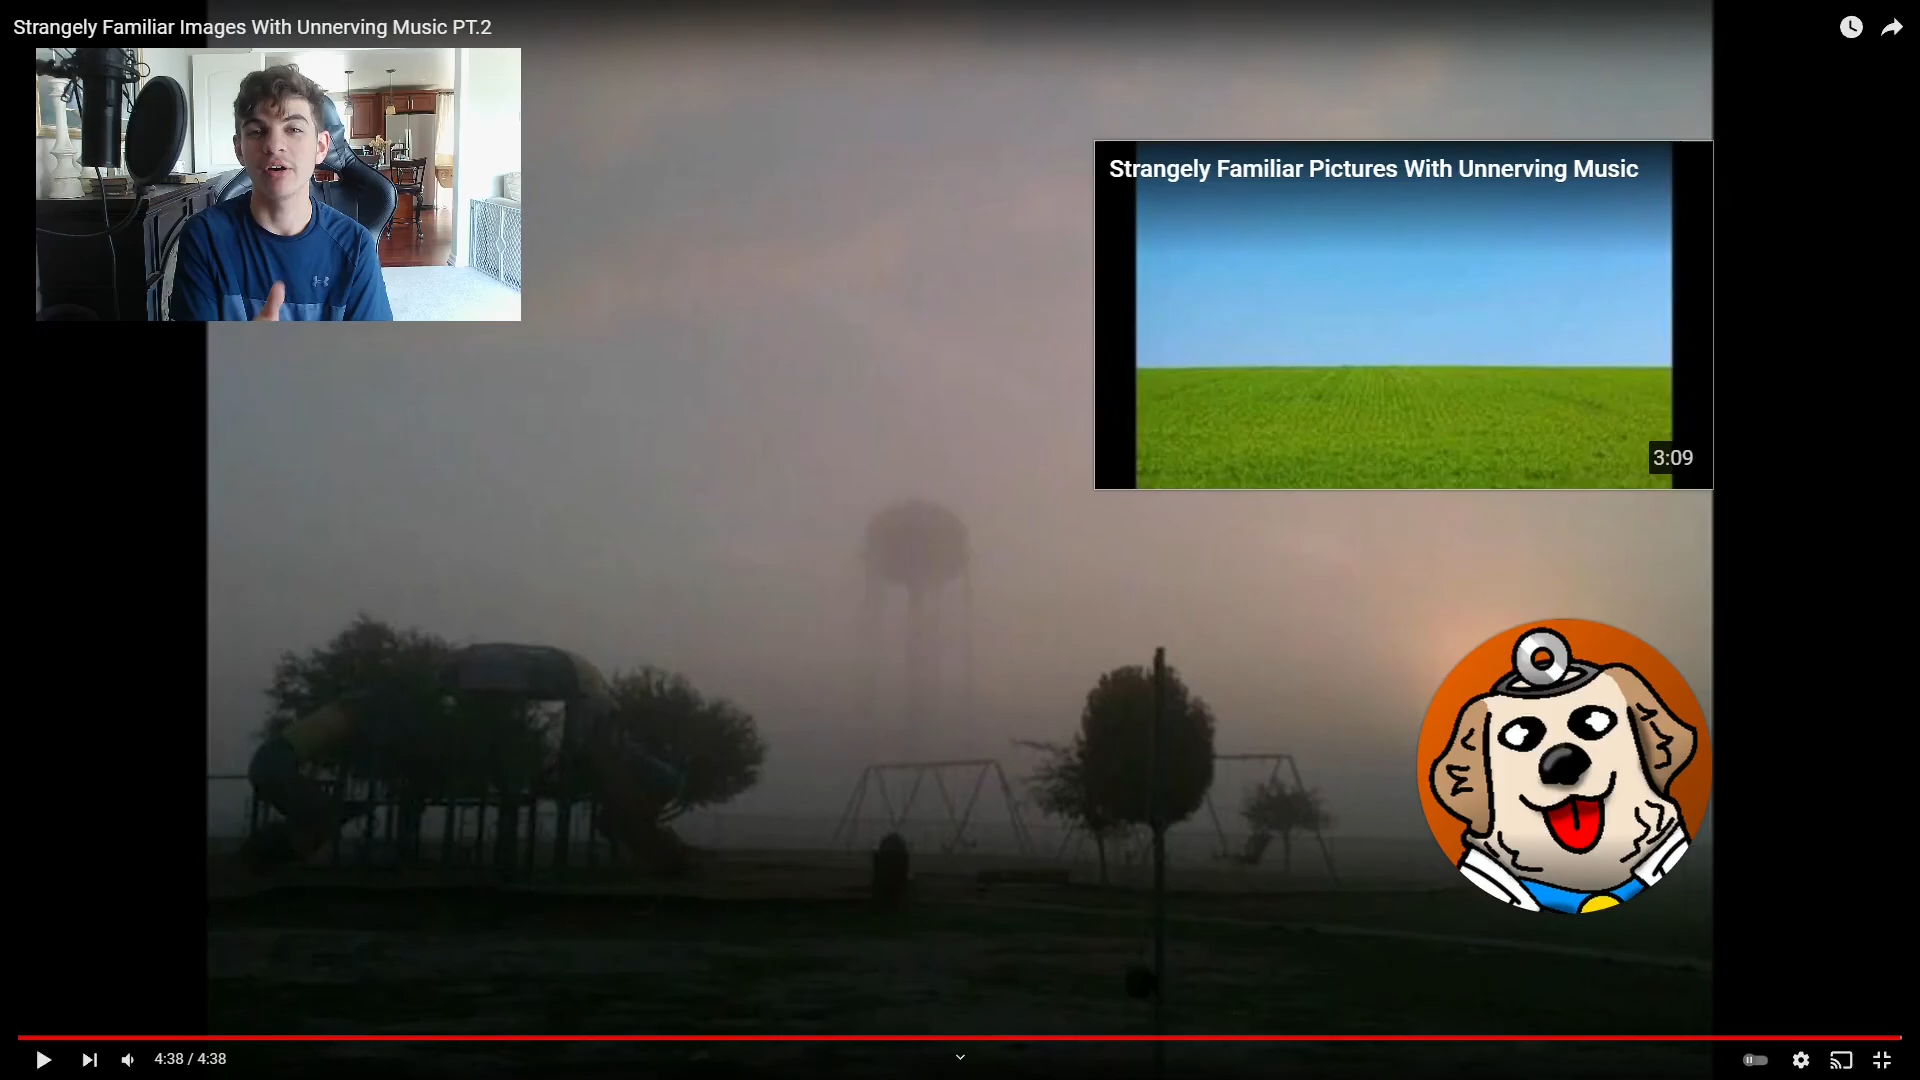 Strangely Familiar Images With Unnerving Music PT.2
Strangely Familiar Pictures With Unnerving Music
3:09
4:38 / 4:38